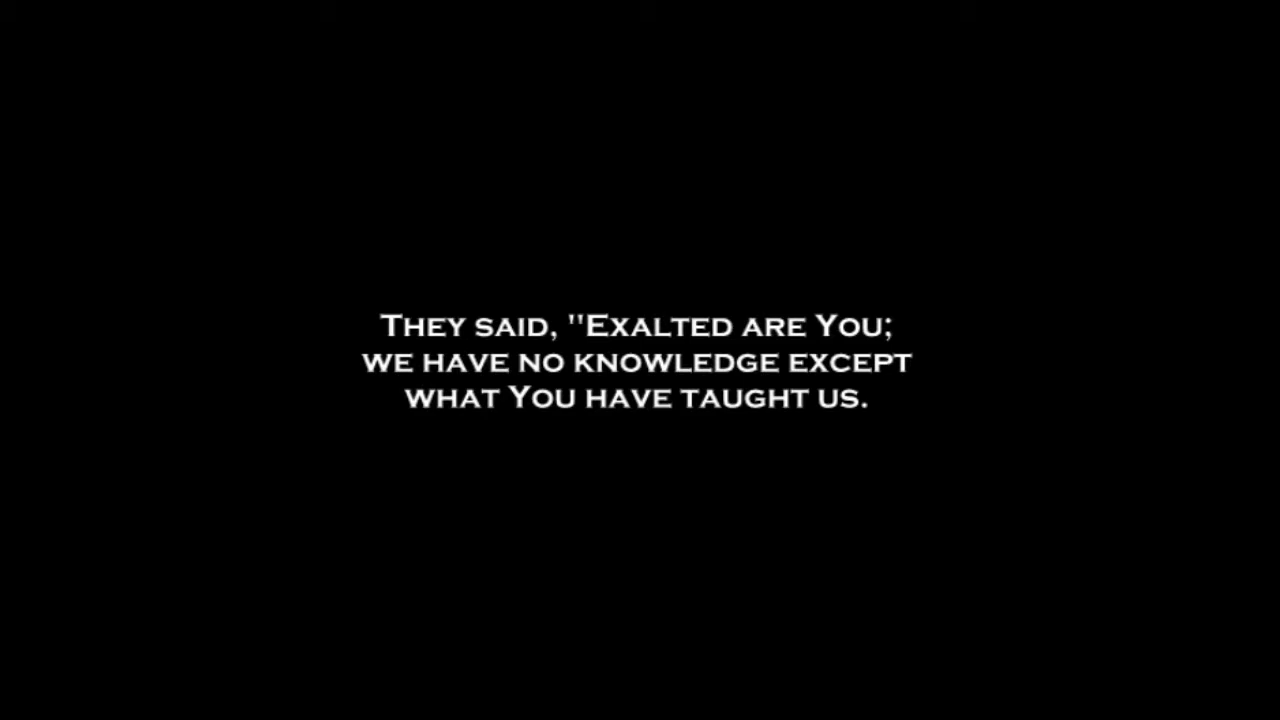 They said, "Exalted are You;
we have no knowledge except
what You have taught us.